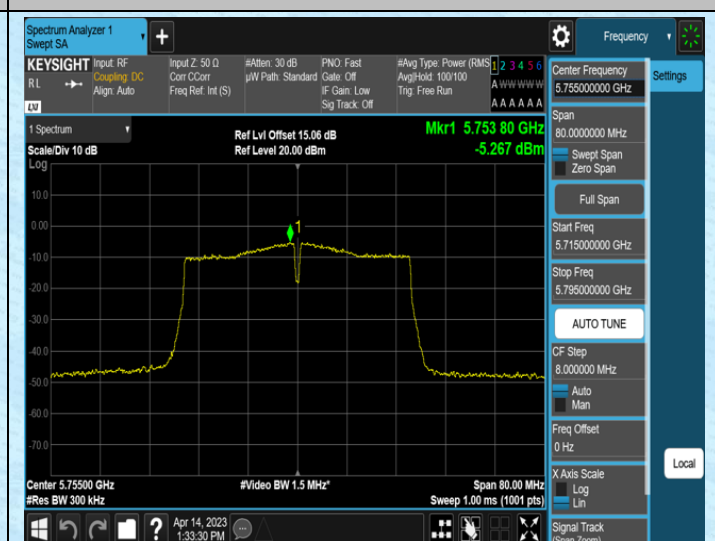 Spectrum Analyzer 1
Swept SA
+
Frequency
KEYSIGHT
RL
LXI
Input: RF
Coupling: DC
Align: Auto
Input Z: 50 Ω
Corr CCorr
Freq Ref: Int (S)
#Atten: 30 dB
µW Path: Standard
PNO: Fast
Gate: Off
IF Gain: Low
Sig Track: Off
#Avg Type: Power (RMS
Avg|Hold: 100/100
Trig: Free Run
1 2 3 4 5 6
A W W W W W
A A A A A A
1 Spectrum
Scale/Div 10 dB
Log
Ref Lvl Offset 15.06 dB
Ref Level 20.00 dBm
Mkr1 5.753 80 GHz
-5.267 dBm
10.0
0.00
-10.0
-20.0
-30.0
-40.0
-50.0
-60.0
-70.0
1
Center 5.75500 GHz
#Res BW 300 kHz
#Video BW 1.5 MHz*
Span 80.00 MHz
Sweep 1.00 ms (1001 pts)
?
Apr 14, 2023
1:33:30 PM
Center Frequency
5.755000000 GHz
Settings
Span
80.0000000 MHz
Swept Span
Zero Span
Full Span
Start Freq
5.715000000 GHz
Stop Freq
5.795000000 GHz
AUTO TUNE
CF Step
8.000000 MHz
Auto
Man
Freq Offset
0 Hz
X Axis Scale
Log
Lin
Local
Signal Track
(Span Zoom)